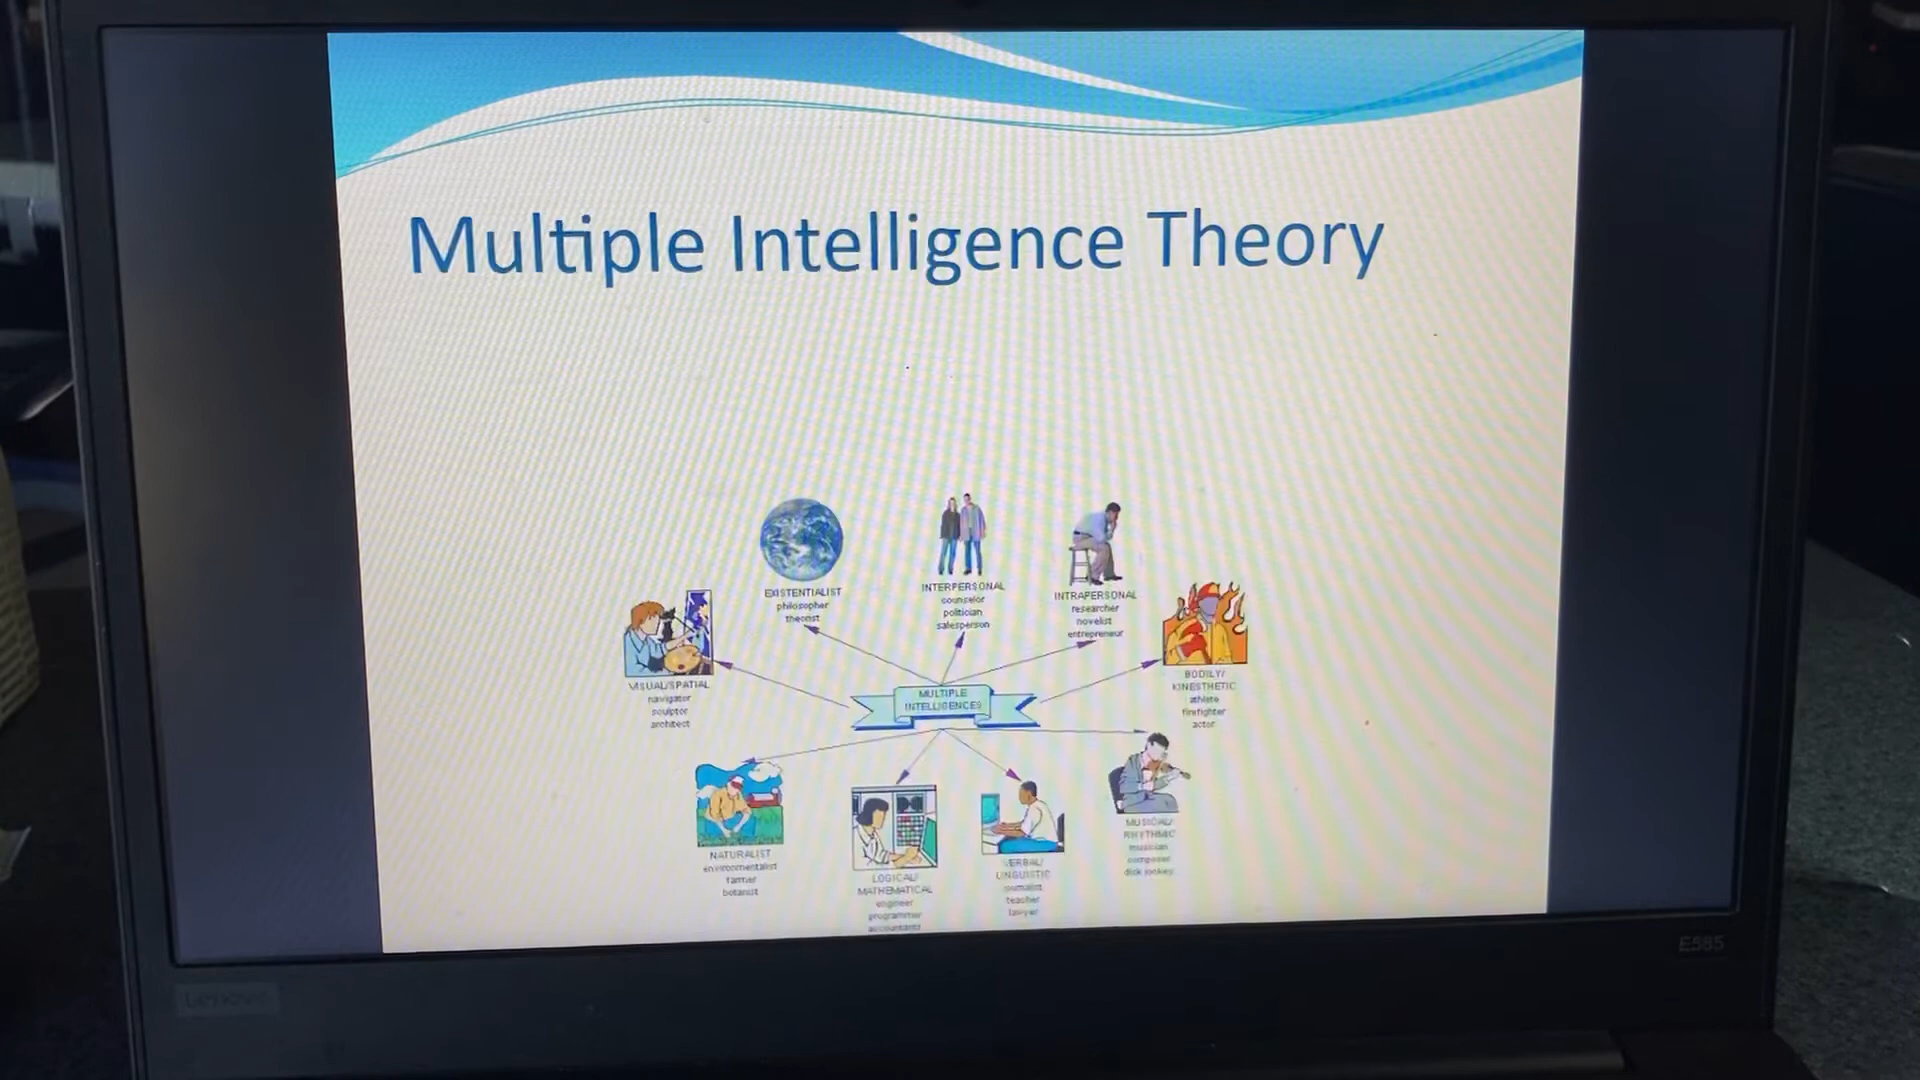 Multiple Intelligence Theory
EXISTENTIALIST
philosopher
theorist
INTERPERSONAL
counselor
politician
salesperson
INTRAPERSONAL
researcher
novelist
entrepreneur
VISUAL/SPATIAL
navigator
sculptor
architect
MULTIPLE
INTELLIGENCES
BODILY/
KINESTHETIC
athlete
firefighter
actor
NATURALIST
environmentalist
farmer
botanist
LOGICAL/
MATHEMATICAL
engineer
programmer
accountants
VERBAL/
LINGUISTIC
journalist
teacher
lawyer
MUSICAL/
RHYTHMIC
musician
composer
disk jockey
Lenovo
E585